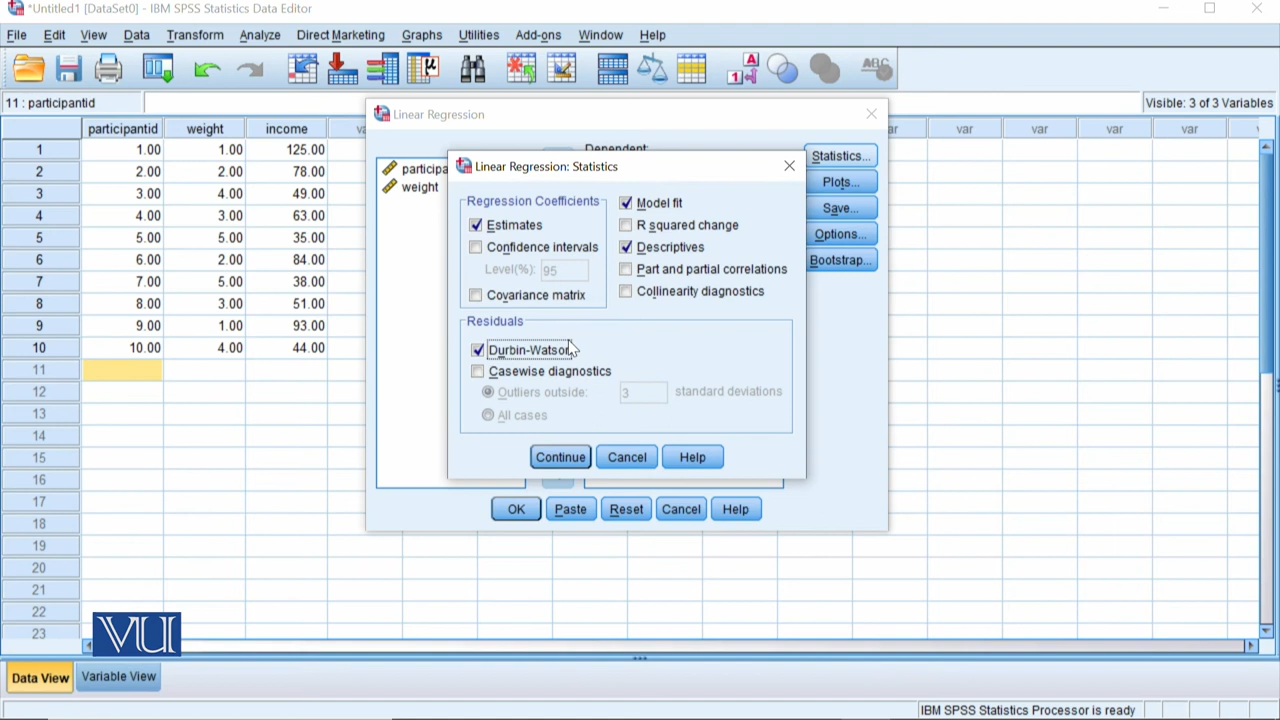 *Untitled1 [DataSet0] - IBM SPSS Statistics Data Editor
File Edit View Data Transform Analyze Direct Marketing Graphs Utilities Add-ons Window Help
11 : participantid
Visible: 3 of 3 Variables
participantid weight income var var var var
1 1.00 1.00 125.00
2 2.00 2.00 78.00
3 3.00 4.00 49.00
4 4.00 3.00 63.00
5 5.00 5.00 35.00
6 6.00 2.00 84.00
7 7.00 5.00 38.00
8 8.00 3.00 51.00
9 9.00 1.00 93.00
10 10.00 4.00 44.00
11
12
13
14
15
16
17
18
19
20
21
22
23
Linear Regression
Dependent:
weight
Statistics...
Plots...
Save...
Options...
Bootstrap...
Linear Regression: Statistics
Regression Coefficients
Estimates
Confidence intervals
Level(%): 95
Covariance matrix
Model fit
R squared change
Descriptives
Part and partial correlations
Collinearity diagnostics
Residuals
Durbin-Watson
Casewise diagnostics
Outliers outside: 3 standard deviations
All cases
Continue Cancel Help
OK Paste Reset Cancel Help
VU
Data View Variable View
IBM SPSS Statistics Processor is ready